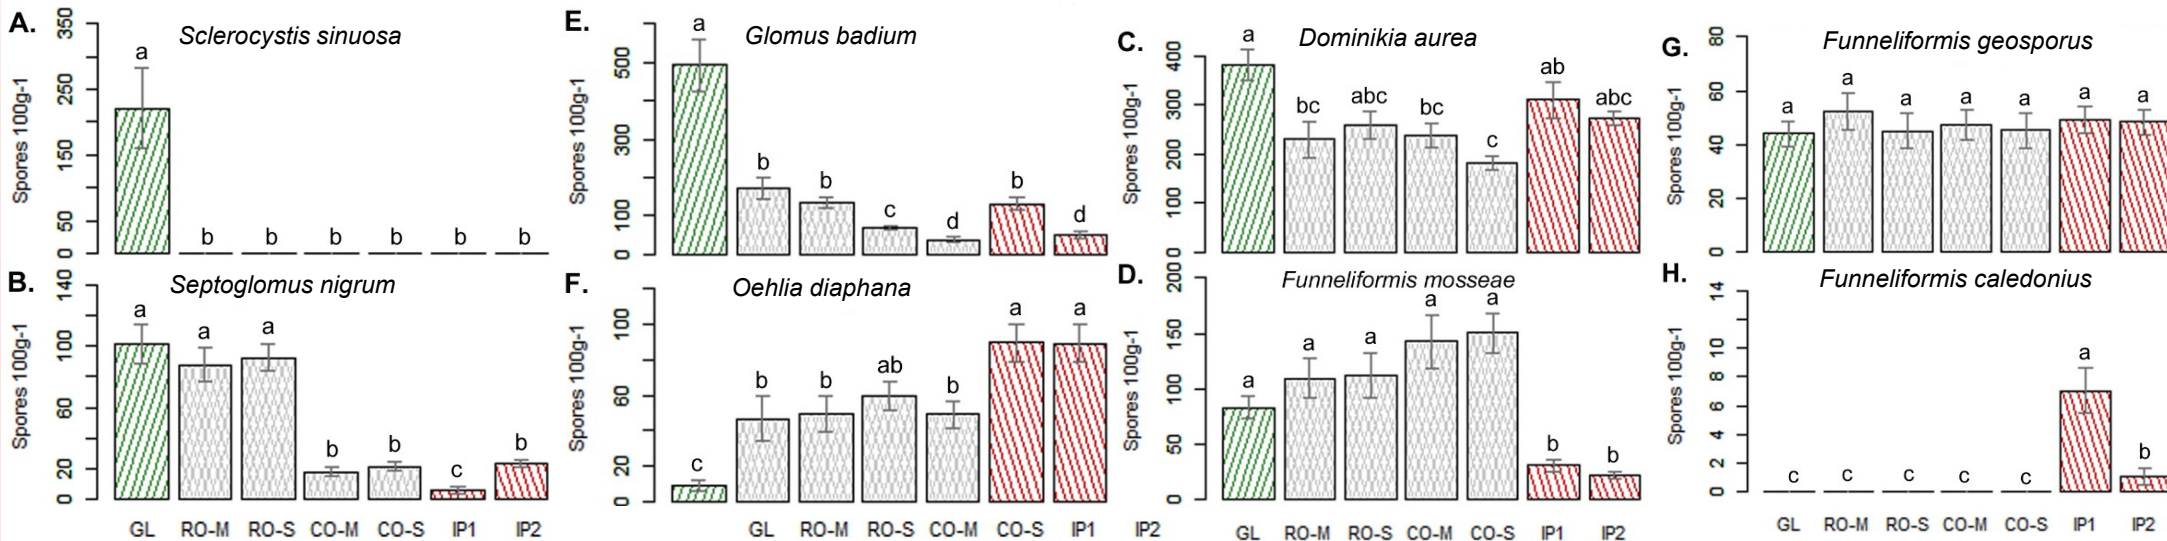 A.
Sclerocystis sinuosa
Spores 100g-1
350
250
150
50
0
a
b
b
b
b
b
b
B.
Septoglomus nigrum
Spores 100g-1
140
100
60
20
0
a
a
a
b
b
c
b
GL RO-M RO-S CO-M CO-S IP1 IP2
E.
Glomus badium
Spores 100g-1
500
300
100
0
a
b
b
c
d
b
d
F.
Oehlia diaphana
Spores 100g-1
100
60
20
0
c
b
b
ab
b
a
a
GL RO-M RO-S CO-M CO-S IP1 IP2
C.
Dominikia aurea
Spores 100g-1
400
300
200
100
0
a
bc
abc
bc
c
ab
abc
D.
Funneliformis mosseae
Spores 100g-1
200
150
100
50
0
a
a
a
a
a
b
b
GL RO-M RO-S CO-M CO-S IP1 IP2
G.
Funneliformis geosporus
Spores 100g-1
80
60
40
20
0
a
a
a
a
a
a
a
H.
Funneliformis caledonius
Spores 100g-1
14
10
8
6
4
2
0
c
c
c
c
c
a
b
GL RO-M RO-S CO-M CO-S IP1 IP2